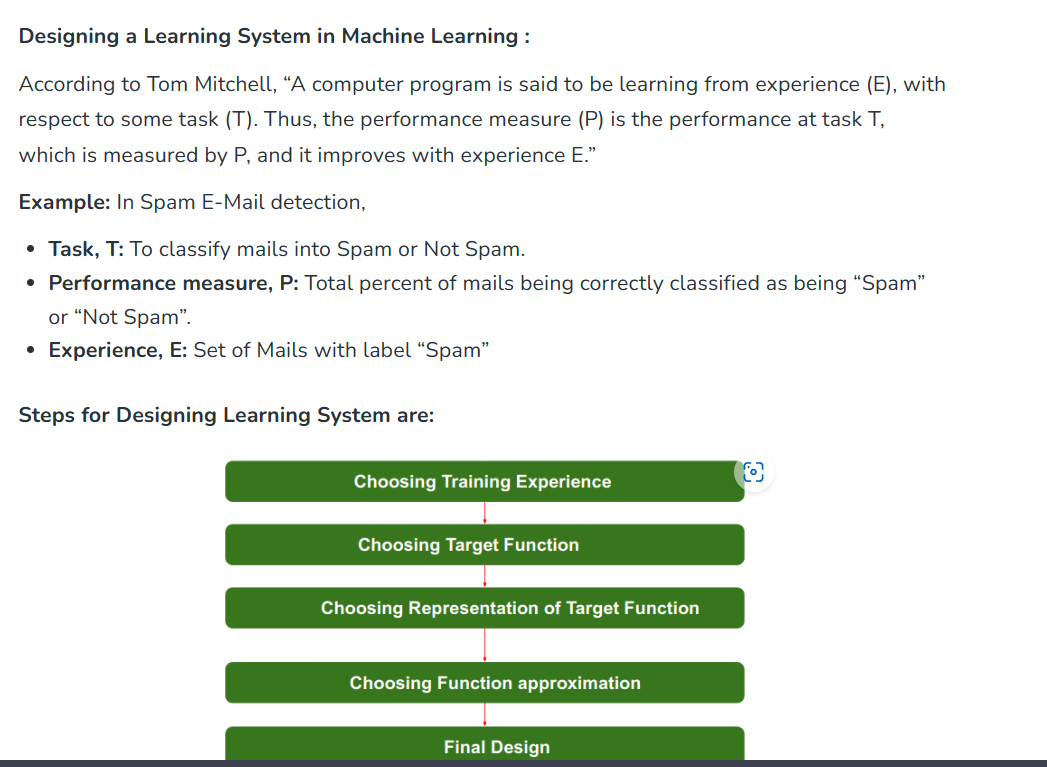 Designing a Learning System in Machine Learning :
According to Tom Mitchell, “A computer program is said to be learning from experience (E), with
respect to some task (T). Thus, the performance measure (P) is the performance at task T,
which is measured by P, and it improves with experience E.”
Example: In Spam E-Mail detection,
• Task, T: To classify mails into Spam or Not Spam.
• Performance measure, P: Total percent of mails being correctly classified as being “Spam”
or “Not Spam”.
• Experience, E: Set of Mails with label “Spam”
Steps for Designing Learning System are:
Choosing Training Experience
Choosing Target Function
Choosing Representation of Target Function
Choosing Function approximation
Final Design